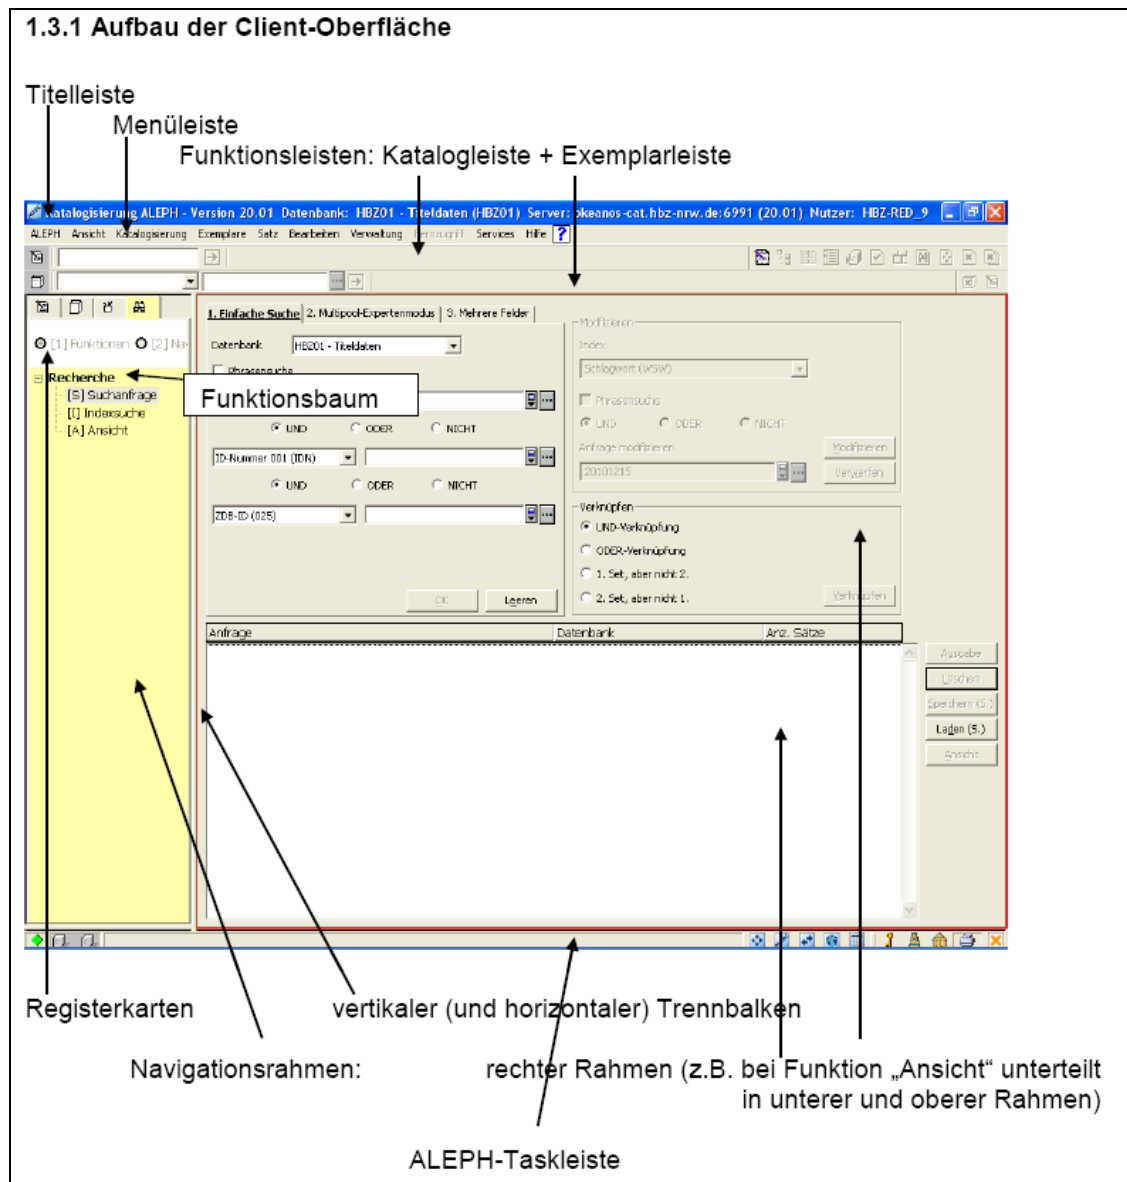 1.3.1 Aufbau der Client-Oberfläche
Titelleiste
Menüleiste
Funktionsleisten: Katalogleiste + Exemplarleiste
Katalogisierung ALEPH - Version 20.01 Datenbank: HBZ01 - Titeldaten (HBZ01) Server: okeanos-cat.hbz-nrw.de:6991 (20.01) Nutzer: HBZ-RED_9
ALEPH Ansicht Katalogisierung Exemplare Satz Bearbeiten Verwaltung Fernzugriff Services Hilfe ?
[1] Funktionen [2] Nav
Recherche
[S] Suchanfrage
[I] Indexsuche
[A] Ansicht
Funktionsbaum
1. Einfache Suche 2. Multipool-Expertenmodus 3. Mehrere Felder
Datenbank HBZ01 - Titeldaten
Phrasensuche
UND ODER NICHT
ID-Nummer 001 (IDN)
UND ODER NICHT
ZDB-ID (025)
OK Leeren
Modifizieren
Index
Schlagwort (WSW)
Phrasensuche
UND ODER NICHT
Anfrage modifizieren Modifizieren
20101215 Verwerfen
Verknüpfen
UND-Verknüpfung
ODER-Verknüpfung
1. Set, aber nicht 2.
2. Set, aber nicht 1. Verknüpfen
Anfrage Datenbank Anz. Sätze
Ausgabe
Löschen
Speichern (S.)
Laden (S.)
Ansicht
Registerkarten vertikaler (und horizontaler) Trennbalken
Navigationsrahmen: rechter Rahmen (z.B. bei Funktion „Ansicht“ unterteilt
in unterer und oberer Rahmen)
ALEPH-Taskleiste